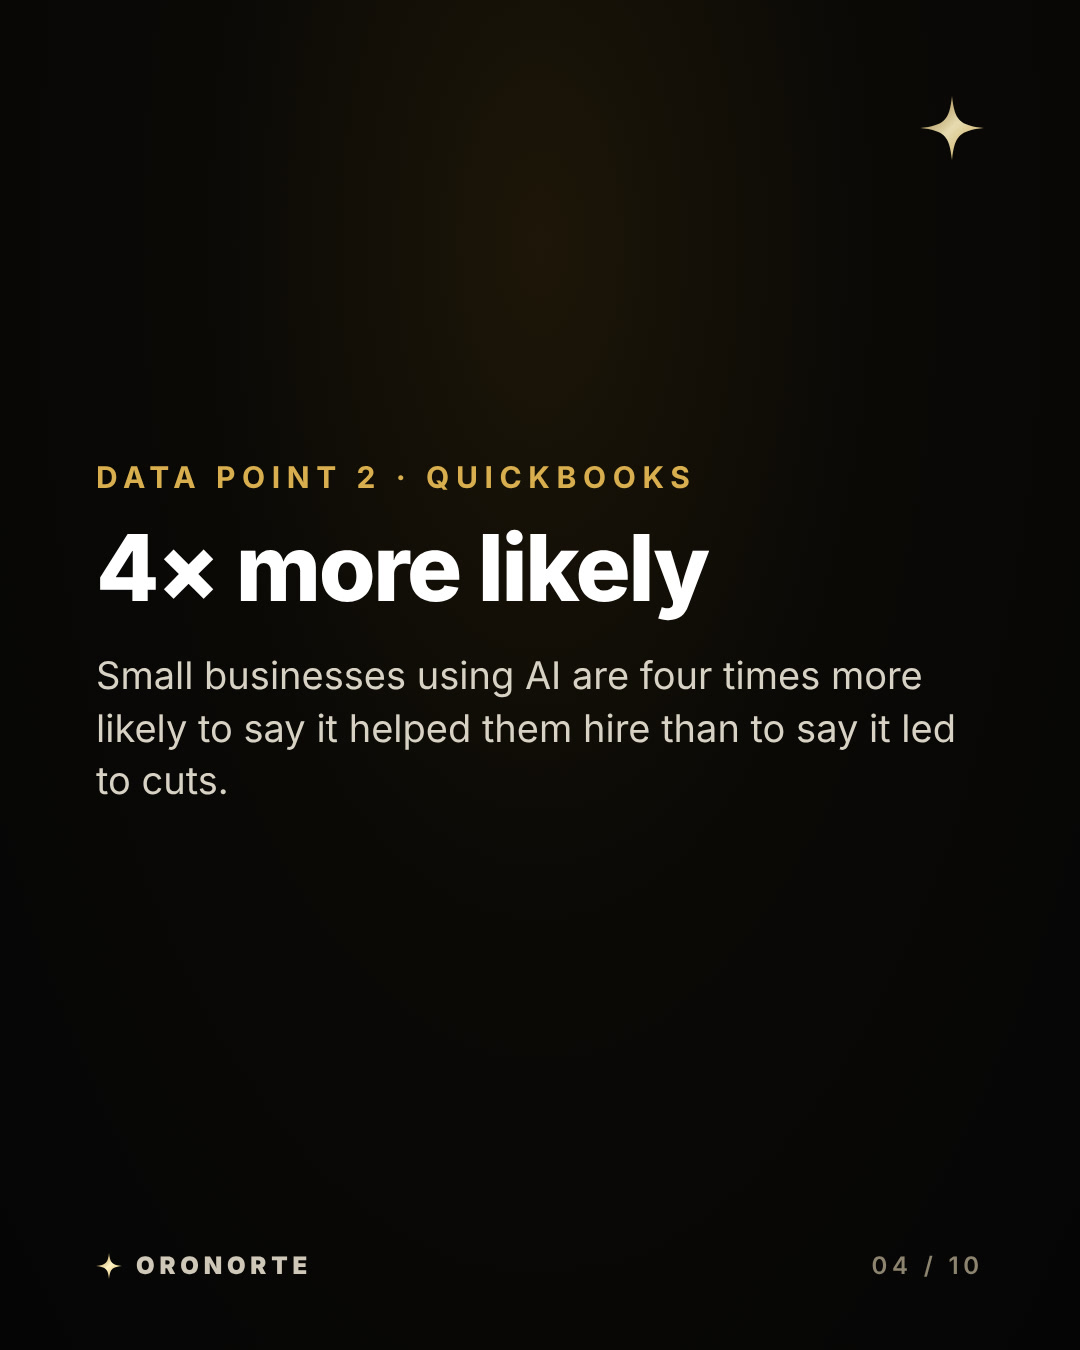 DATA POINT 2 · QUICKBOOKS
4× more likely
Small businesses using AI are four times more
likely to say it helped them hire than to say it led
to cuts.
ORONORTE
04 / 10